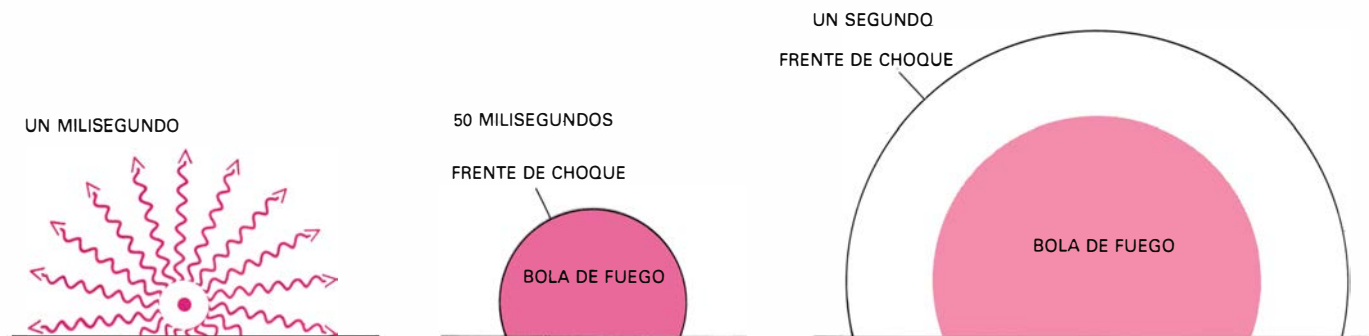 UN MILISEGUNDO
50 MILISEGUNDOS
FRENTE DE CHOQUE
BOLA DE FUEGO
UN SEGUNDO
FRENTE DE CHOQUE
BOLA DE FUEGO